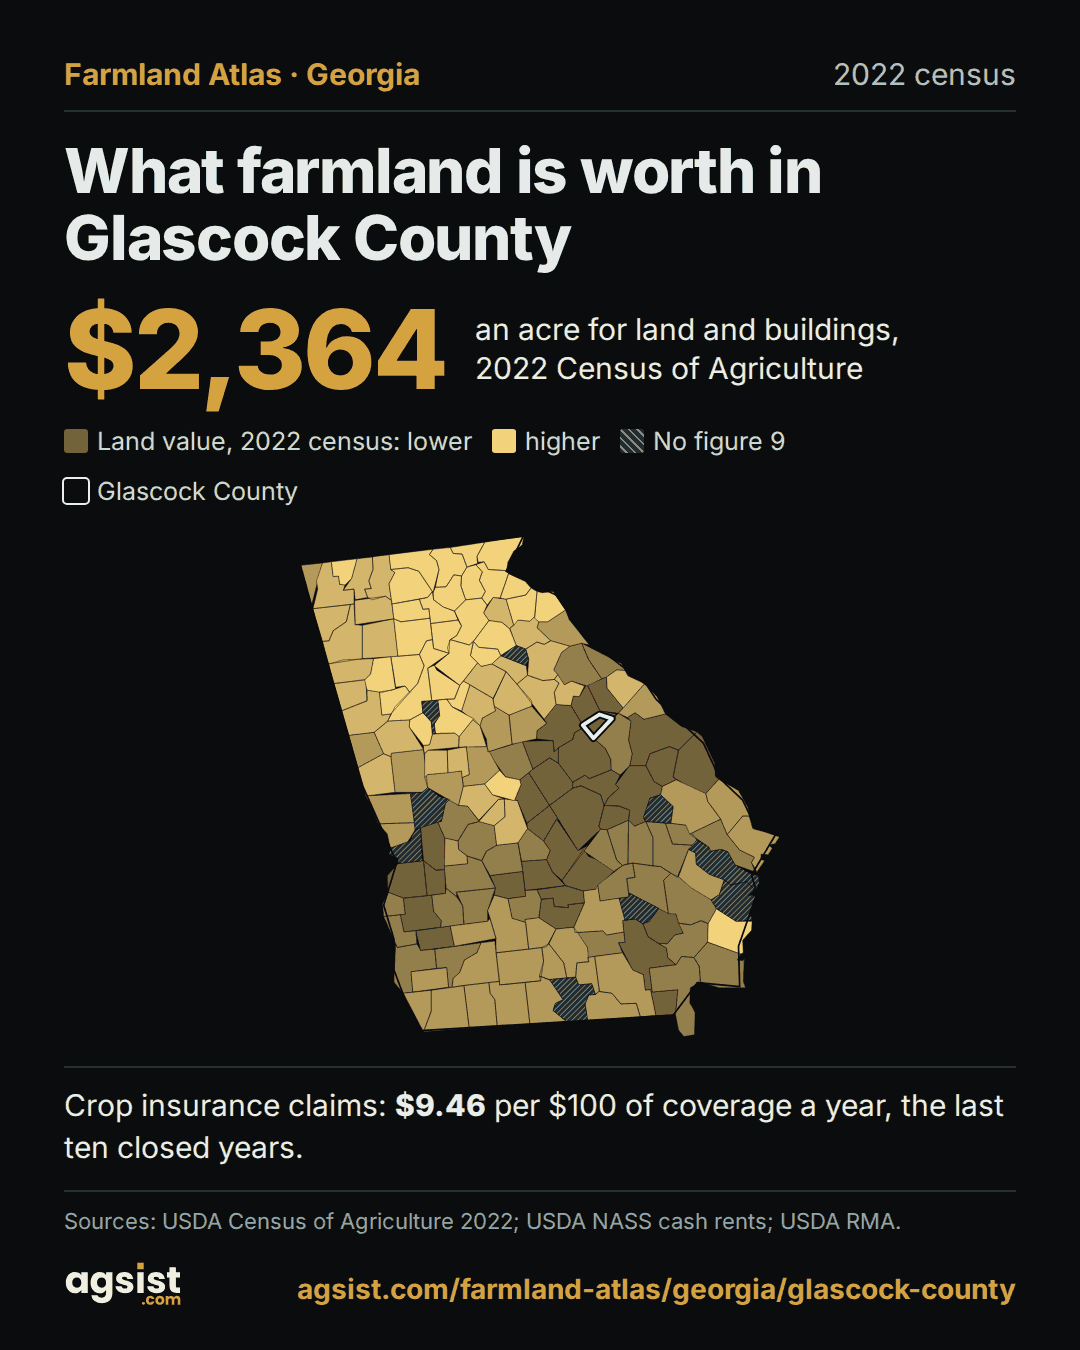 Farmland Atlas · Georgia
2022 census
What farmland is worth in
Glascock County
$2,364
an acre for land and buildings,
2022 Census of Agriculture
Land value, 2022 census: lower
higher
No figure 9
Glascock County
Crop insurance claims: $9.46 per $100 of coverage a year, the last
ten closed years.
Sources: USDA Census of Agriculture 2022; USDA NASS cash rents; USDA RMA.
agsist
.com
agsist.com/farmland-atlas/georgia/glascock-county